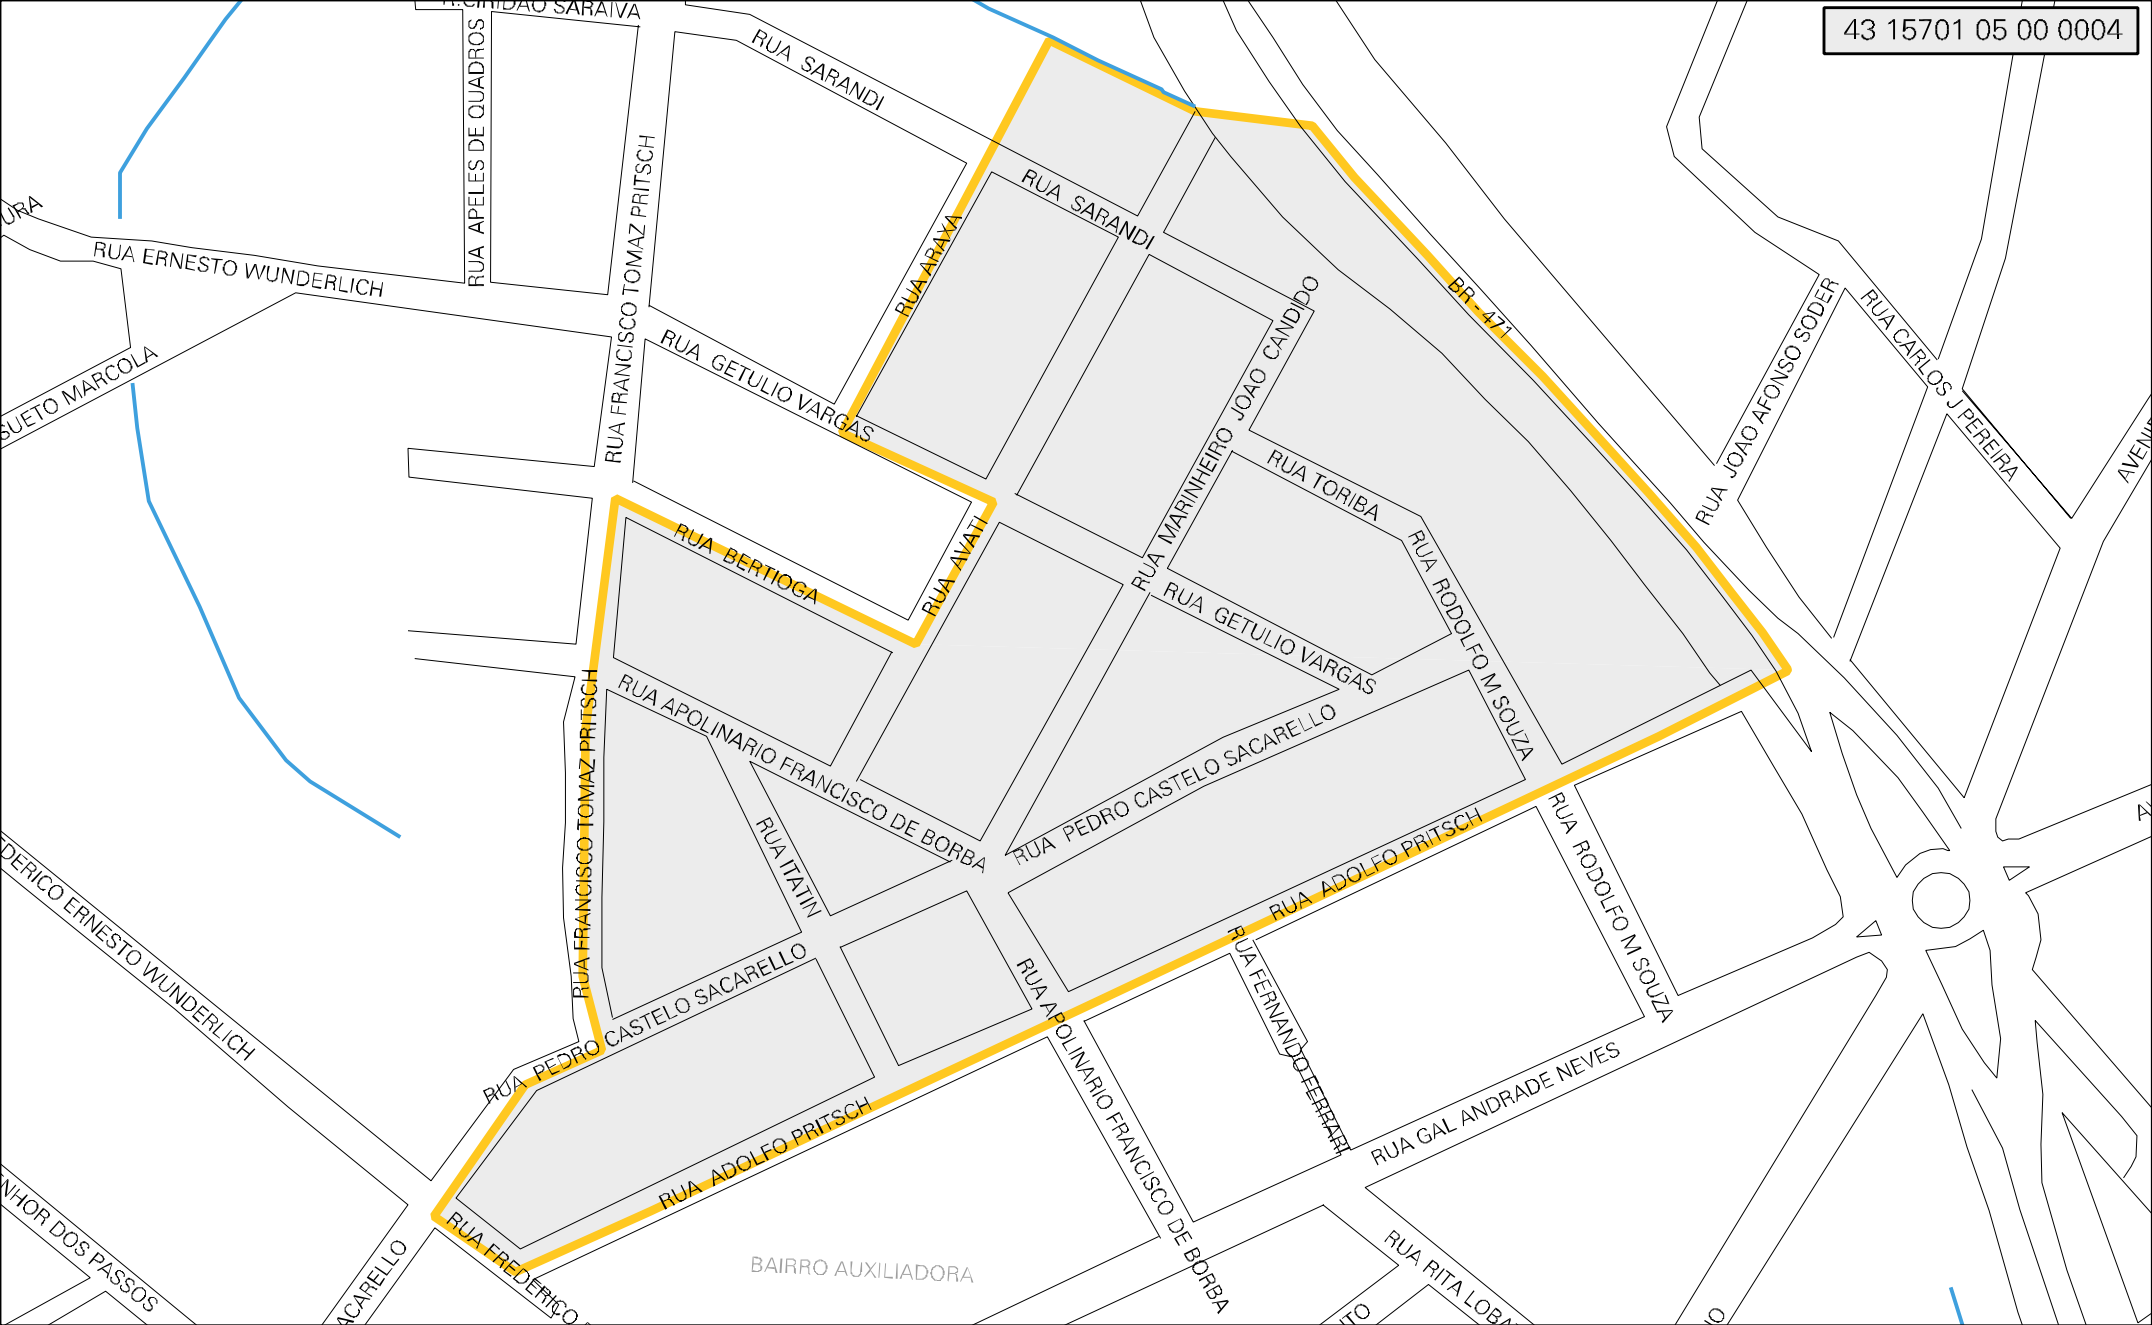 R.CIRIDAO SARAIVA
43 15701 05 00 0004
RUA SARANDI
RUA APELES DE QUADROS
RUA FRANCISCO TOMAZ PRITSCH
RUA SARANDI
URA
RUA ERNESTO WUNDERLICH
RUA ARAXA
BR - 471
RUA JOAO AFONSO SODER
RUA CARLOS J PEREIRA
RUA MARINHEIRO JOAO CANDIDO
RUA GETULIO VARGAS
SUETO MARCOLA
AVENI
RUA TORIBA
RUA BERTIOGA
RUA AVATI
RUA RODOLFO M SOUZA
RUA GETULIO VARGAS
RUA FRANCISCO TOMAZ PRITSCH
RUA APOLINARIO FRANCISCO DE BORBA
RUA PEDRO CASTELO SACARELLO
RUA ITATIN
RUA ADOLFO PRITSCH
RUA RODOLFO M SOUZA
DERICO ERNESTO WUNDERLICH
RUA PEDRO CASTELO SACARELLO
RUA APOLINARIO FRANCISCO DE BORBA
RUA FERNANDO FERRARI
RUA GAL ANDRADE NEVES
RUA ADOLFO PRITSCH
RUA FREDERICO
NHOR DOS PASSOS
ACARELLO
BAIRRO AUXILIADORA
RUA RITA LOBA
TO
O